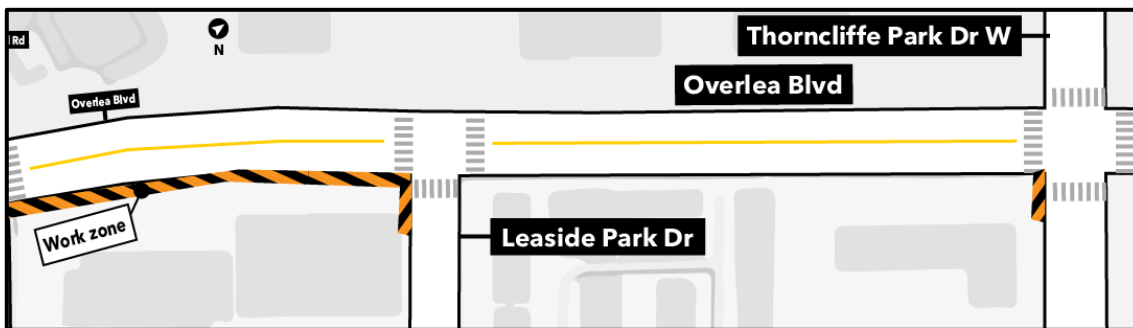 Rd
N
Thorncliffe Park Dr W
Overlea Blvd
Overlea Blvd
Work zone
Leaside Park Dr